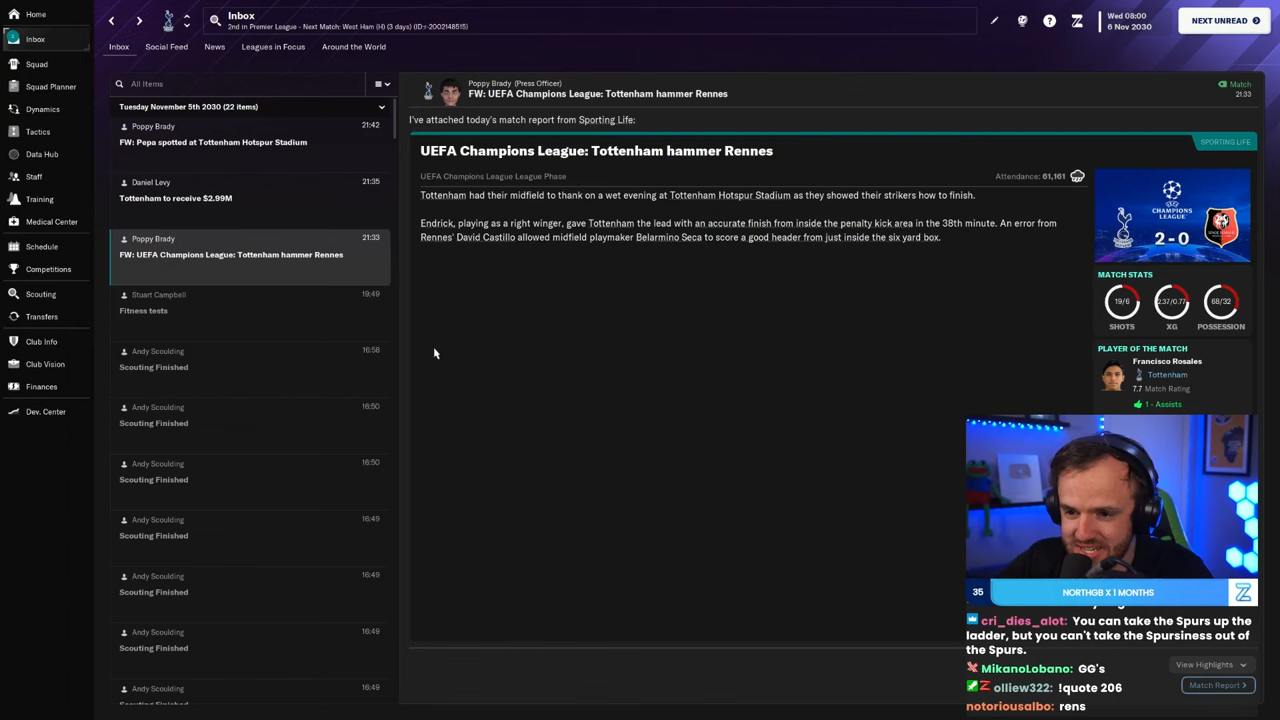 Home
Inbox
Squad
Squad Planner
Dynamics
Tactics
Data Hub
Staff
Training
Medical Center
Schedule
Competitions
Scouting
Transfers
Club Info
Club Vision
Finances
Dev. Center
Inbox
2nd in Premier League - Next Match: West Ham (H) (3 days) (ID:r-2002148515)
Wed 08:00
6 Nov 2030
NEXT UNREAD
Inbox
Social Feed
News
Leagues in Focus
Around the World
All Items
Tuesday November 5th 2030 (22 items)
Poppy Brady 21:42
FW: Pepa spotted at Tottenham Hotspur Stadium
Daniel Levy 21:35
Tottenham to receive $2.99M
Poppy Brady 21:33
FW: UEFA Champions League: Tottenham hammer Rennes
Stuart Campbell 19:49
Fitness tests
Andy Scoulding 16:58
Scouting Finished
Andy Scoulding 16:50
Scouting Finished
Andy Scoulding 16:50
Scouting Finished
Andy Scoulding 16:49
Scouting Finished
Andy Scoulding 16:49
Scouting Finished
Andy Scoulding 16:49
Scouting Finished
Andy Scoulding 16:49
Poppy Brady (Press Officer)
FW: UEFA Champions League: Tottenham hammer Rennes
Match
21:33
I've attached today's match report from Sporting Life:
SPORTING LIFE
UEFA Champions League: Tottenham hammer Rennes
UEFA Champions League League Phase
Attendance: 61,161
Tottenham had their midfield to thank on a wet evening at Tottenham Hotspur Stadium as they showed their strikers how to finish.
Endrick, playing as a right winger, gave Tottenham the lead with an accurate finish from inside the penalty kick area in the 38th minute. An error from
Rennes' David Castillo allowed midfield playmaker Belarmino Seca to score a good header from just inside the six yard box.
CHAMPIONS
LEAGUE
2 - 0
MATCH STATS
19/6
2.37/0.77
68/32
SHOTS
XG
POSSESSION
PLAYER OF THE MATCH
Francisco Rosales
Tottenham
7.7 Match Rating
1 - Assists
35
NORTHGB X 1 MONTHS
cri_dies_alot: You can take the Spurs up the
ladder, but you can't take the Spursiness out of
the Spurs.
MikanoLobano: GG's
olliew322: !quote 206
notoriousalbo: rens
View Highlights
Match Report